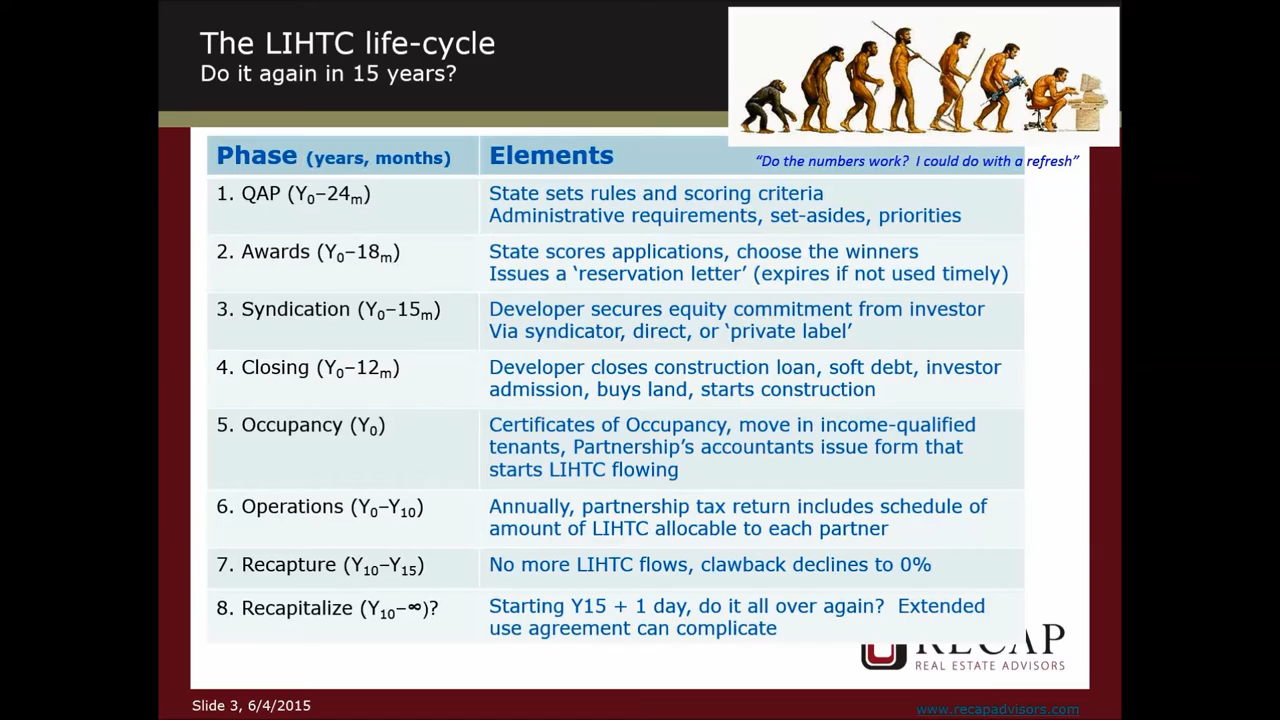 The LIHTC life-cycle
Do it again in 15 years?
Phase (years, months)
Elements
"Do the numbers work? I could do with a refresh"
1. QAP (Y0–24m)
State sets rules and scoring criteria
Administrative requirements, set-asides, priorities
2. Awards (Y0–18m)
State scores applications, choose the winners
Issues a ‘reservation letter’ (expires if not used timely)
3. Syndication (Y0–15m)
Developer secures equity commitment from investor
Via syndicator, direct, or ‘private label’
4. Closing (Y0–12m)
Developer closes construction loan, soft debt, investor
admission, buys land, starts construction
5. Occupancy (Y0)
Certificates of Occupancy, move in income-qualified
tenants, Partnership’s accountants issue form that
starts LIHTC flowing
6. Operations (Y0–Y10)
Annually, partnership tax return includes schedule of
amount of LIHTC allocable to each partner
7. Recapture (Y10–Y15)
No more LIHTC flows, clawback declines to 0%
8. Recapitalize (Y10–∞)?
Starting Y15 + 1 day, do it all over again?  Extended
use agreement can complicate
RECAP
REAL ESTATE ADVISORS
Slide 3, 6/4/2015
www.recapadvisors.com